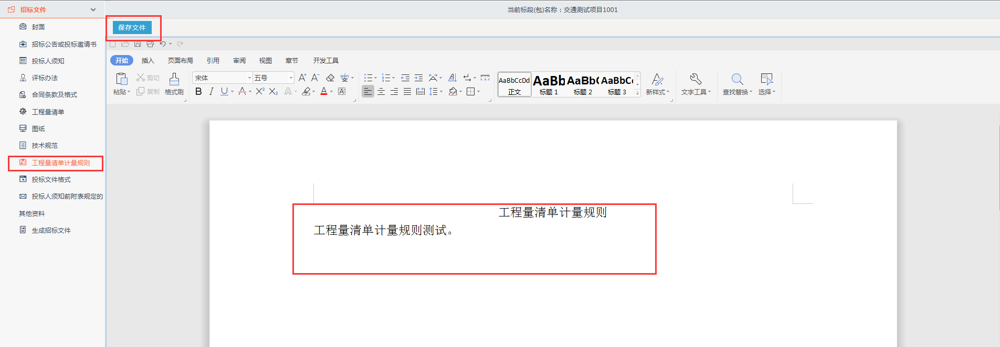 招标文件
当前标段(包)名称：交通测试项目1001
封面
招标公告或投标邀请书
投标人须知
评标办法
合同条款及格式
工程量清单
图纸
技术规范
工程量清单计量规则
投标文件格式
投标人须知前附表规定的
其他资料
生成招标文件
保存文件
开始 插入 页面布局 引用 审阅 视图 章节 开发工具
粘贴 剪切 复制 格式刷
宋体 五号
AaBbCcDd AaBb AaBb( AaBbC
正文 标题 1 标题 2 标题 3
新样式 文字工具 查找替换 选择
工程量清单计量规则
工程量清单计量规则测试。